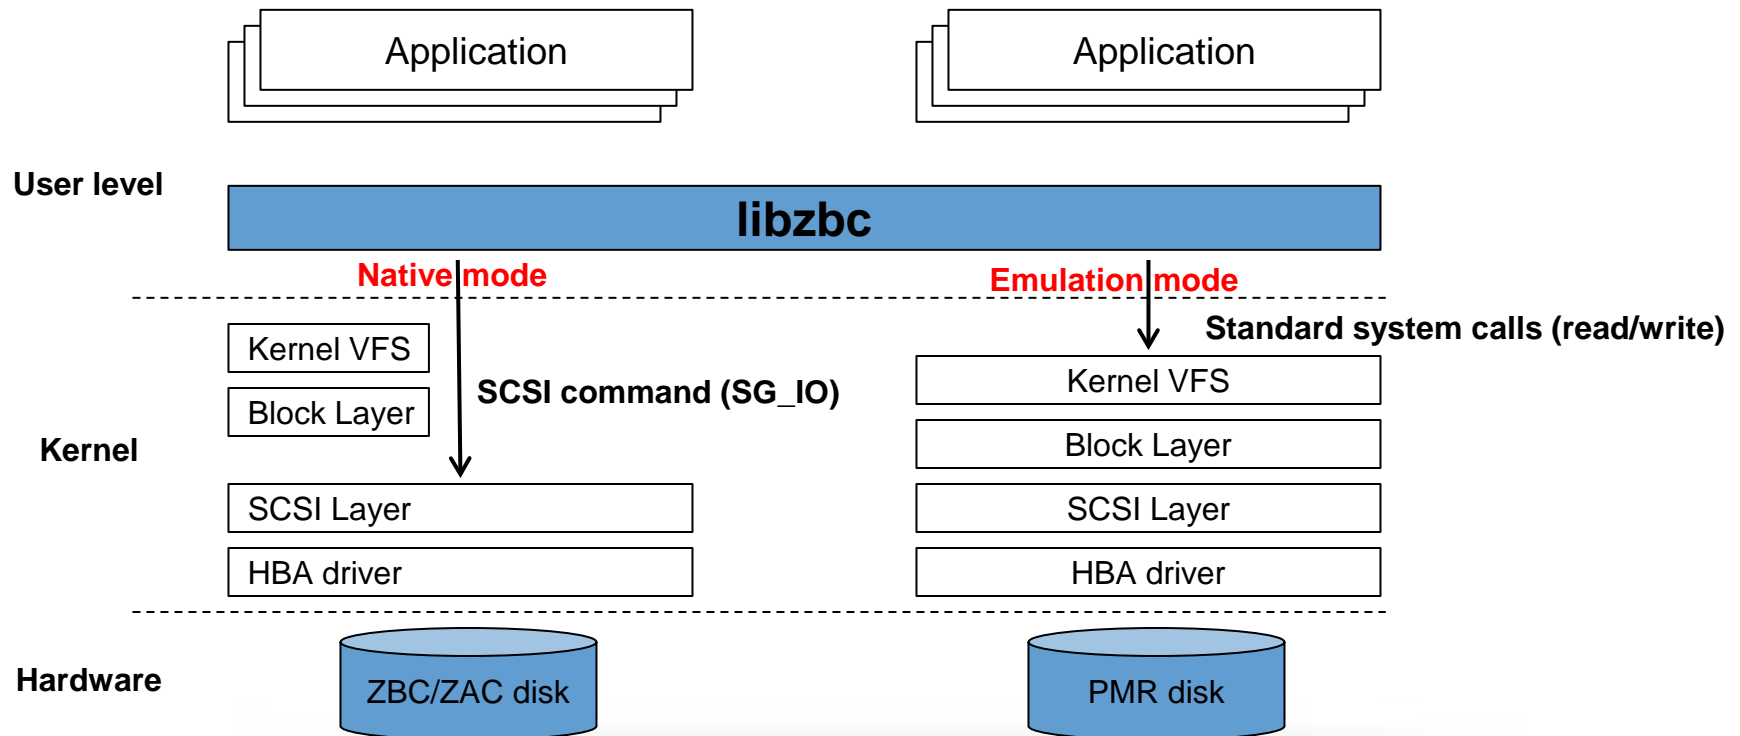 Application
Application
User level
libzbc
Native mode
Emulation mode
Standard system calls (read/write)
Kernel VFS
Kernel VFS
SCSI command (SG_IO)
Block Layer
Block Layer
Kernel
SCSI Layer
SCSI Layer
HBA driver
HBA driver
Hardware
ZBC/ZAC disk
PMR disk